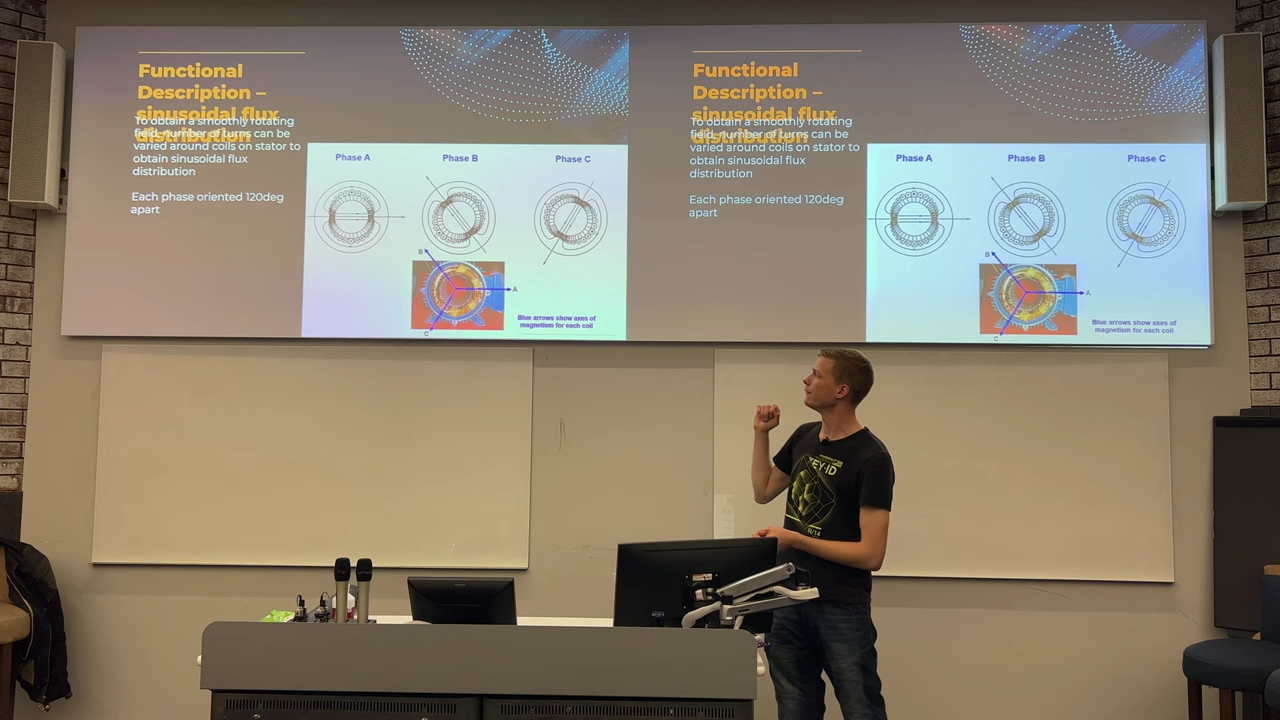 Functional
Description –
sinusoidal flux
distribution
To obtain a smoothly rotating
field, number of turns can be
varied around coils on stator to
obtain sinusoidal flux
distribution
Each phase oriented 120deg
apart
Phase A
Phase B
Phase C
B
A
C
Blue arrows show axes of
magnetism for each coil
Functional
Description –
sinusoidal flux
distribution
To obtain a smoothly rotating
field, number of turns can be
varied around coils on stator to
obtain sinusoidal flux
distribution
Each phase oriented 120deg
apart
Phase A
Phase B
Phase C
B
A
C
Blue arrows show axes of
magnetism for each coil